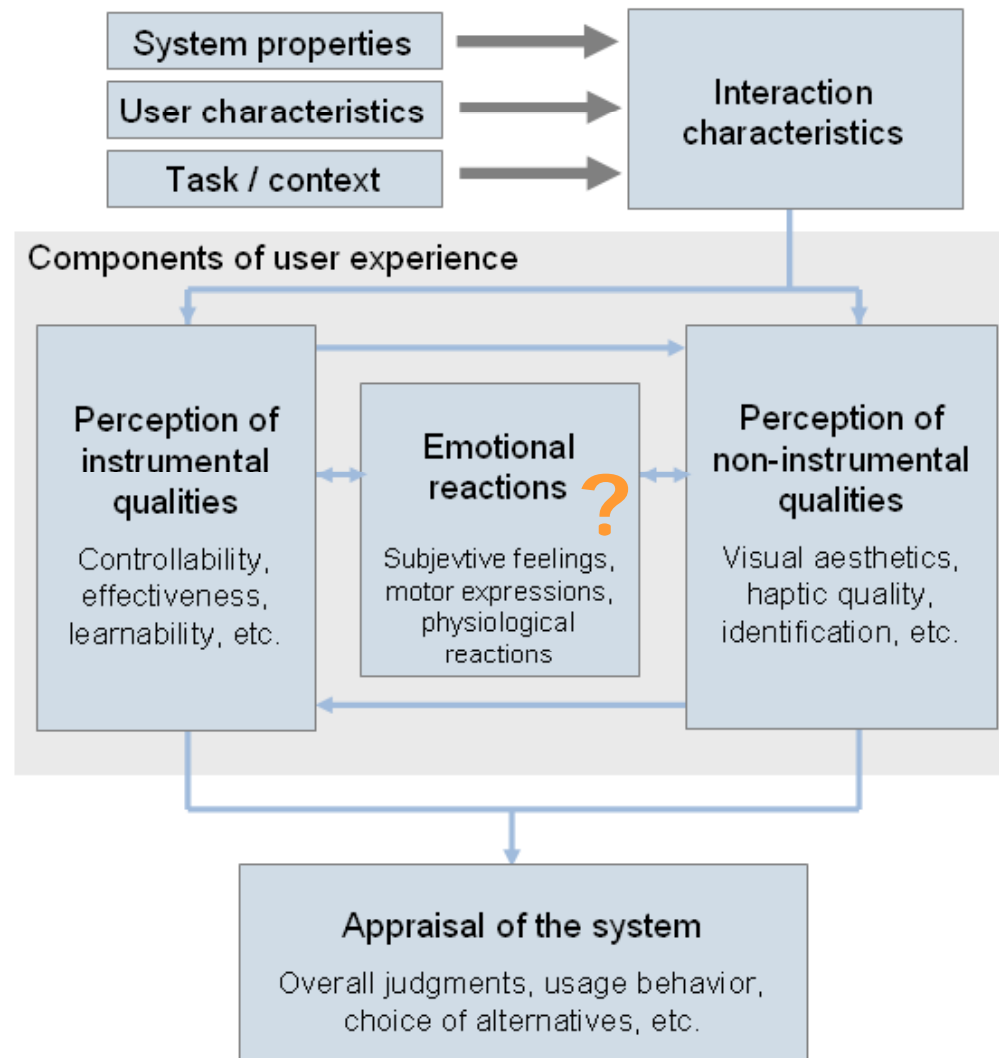 System properties
User characteristics
Task / context
Interaction
characteristics
Components of user experience
Perception of
instrumental
qualities
Controllability,
effectiveness,
learnability, etc.
Emotional
reactions
?
Subjevtive feelings,
motor expressions,
physiological
reactions
Perception of
non-instrumental
qualities
Visual aesthetics,
haptic quality,
identification, etc.
Appraisal of the system
Overall judgments, usage behavior,
choice of alternatives, etc.